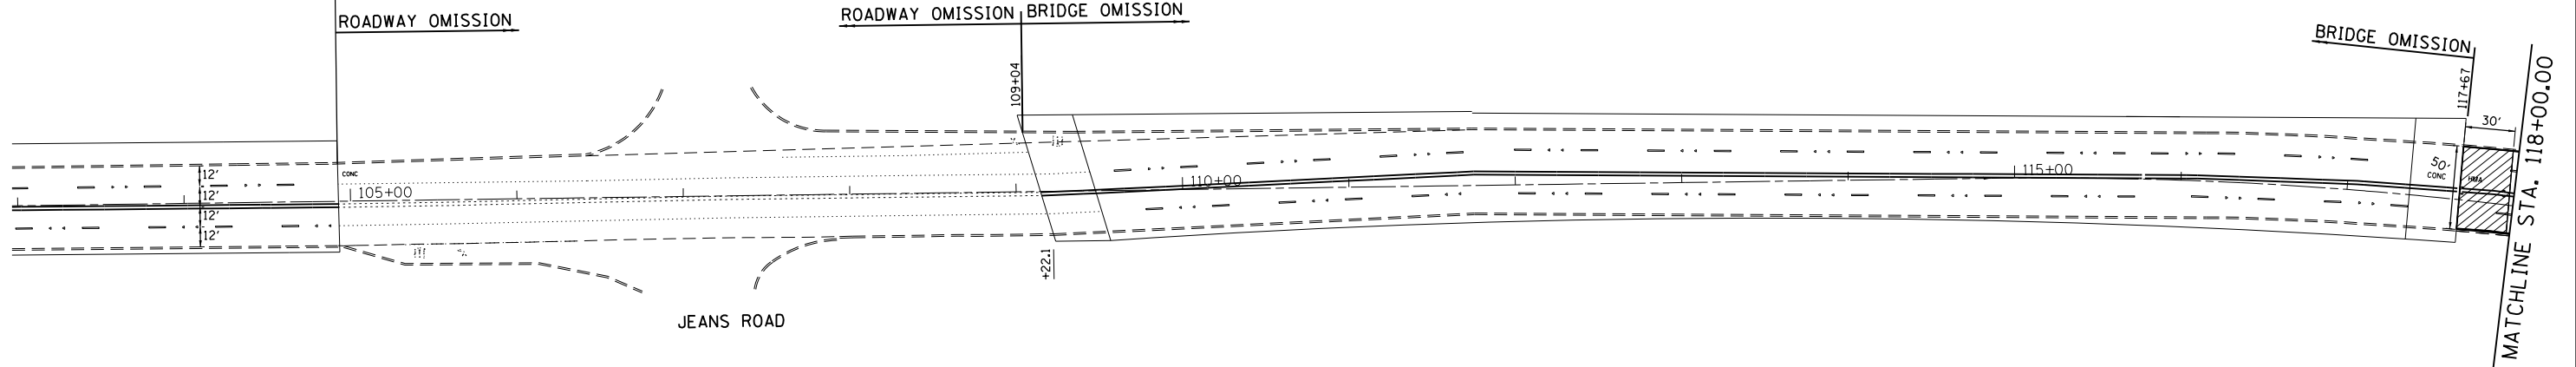 ROADWAY OMISSION
ROADWAY OMISSION
BRIDGE OMISSION
BRIDGE OMISSION
109+04
117+67
MATCHLINE STA. 118+00.00
30'
12'
12'
12'
12'
CONC
105+00
110+00
115+00
50'
CONC
HMA
+22.1
JEANS ROAD